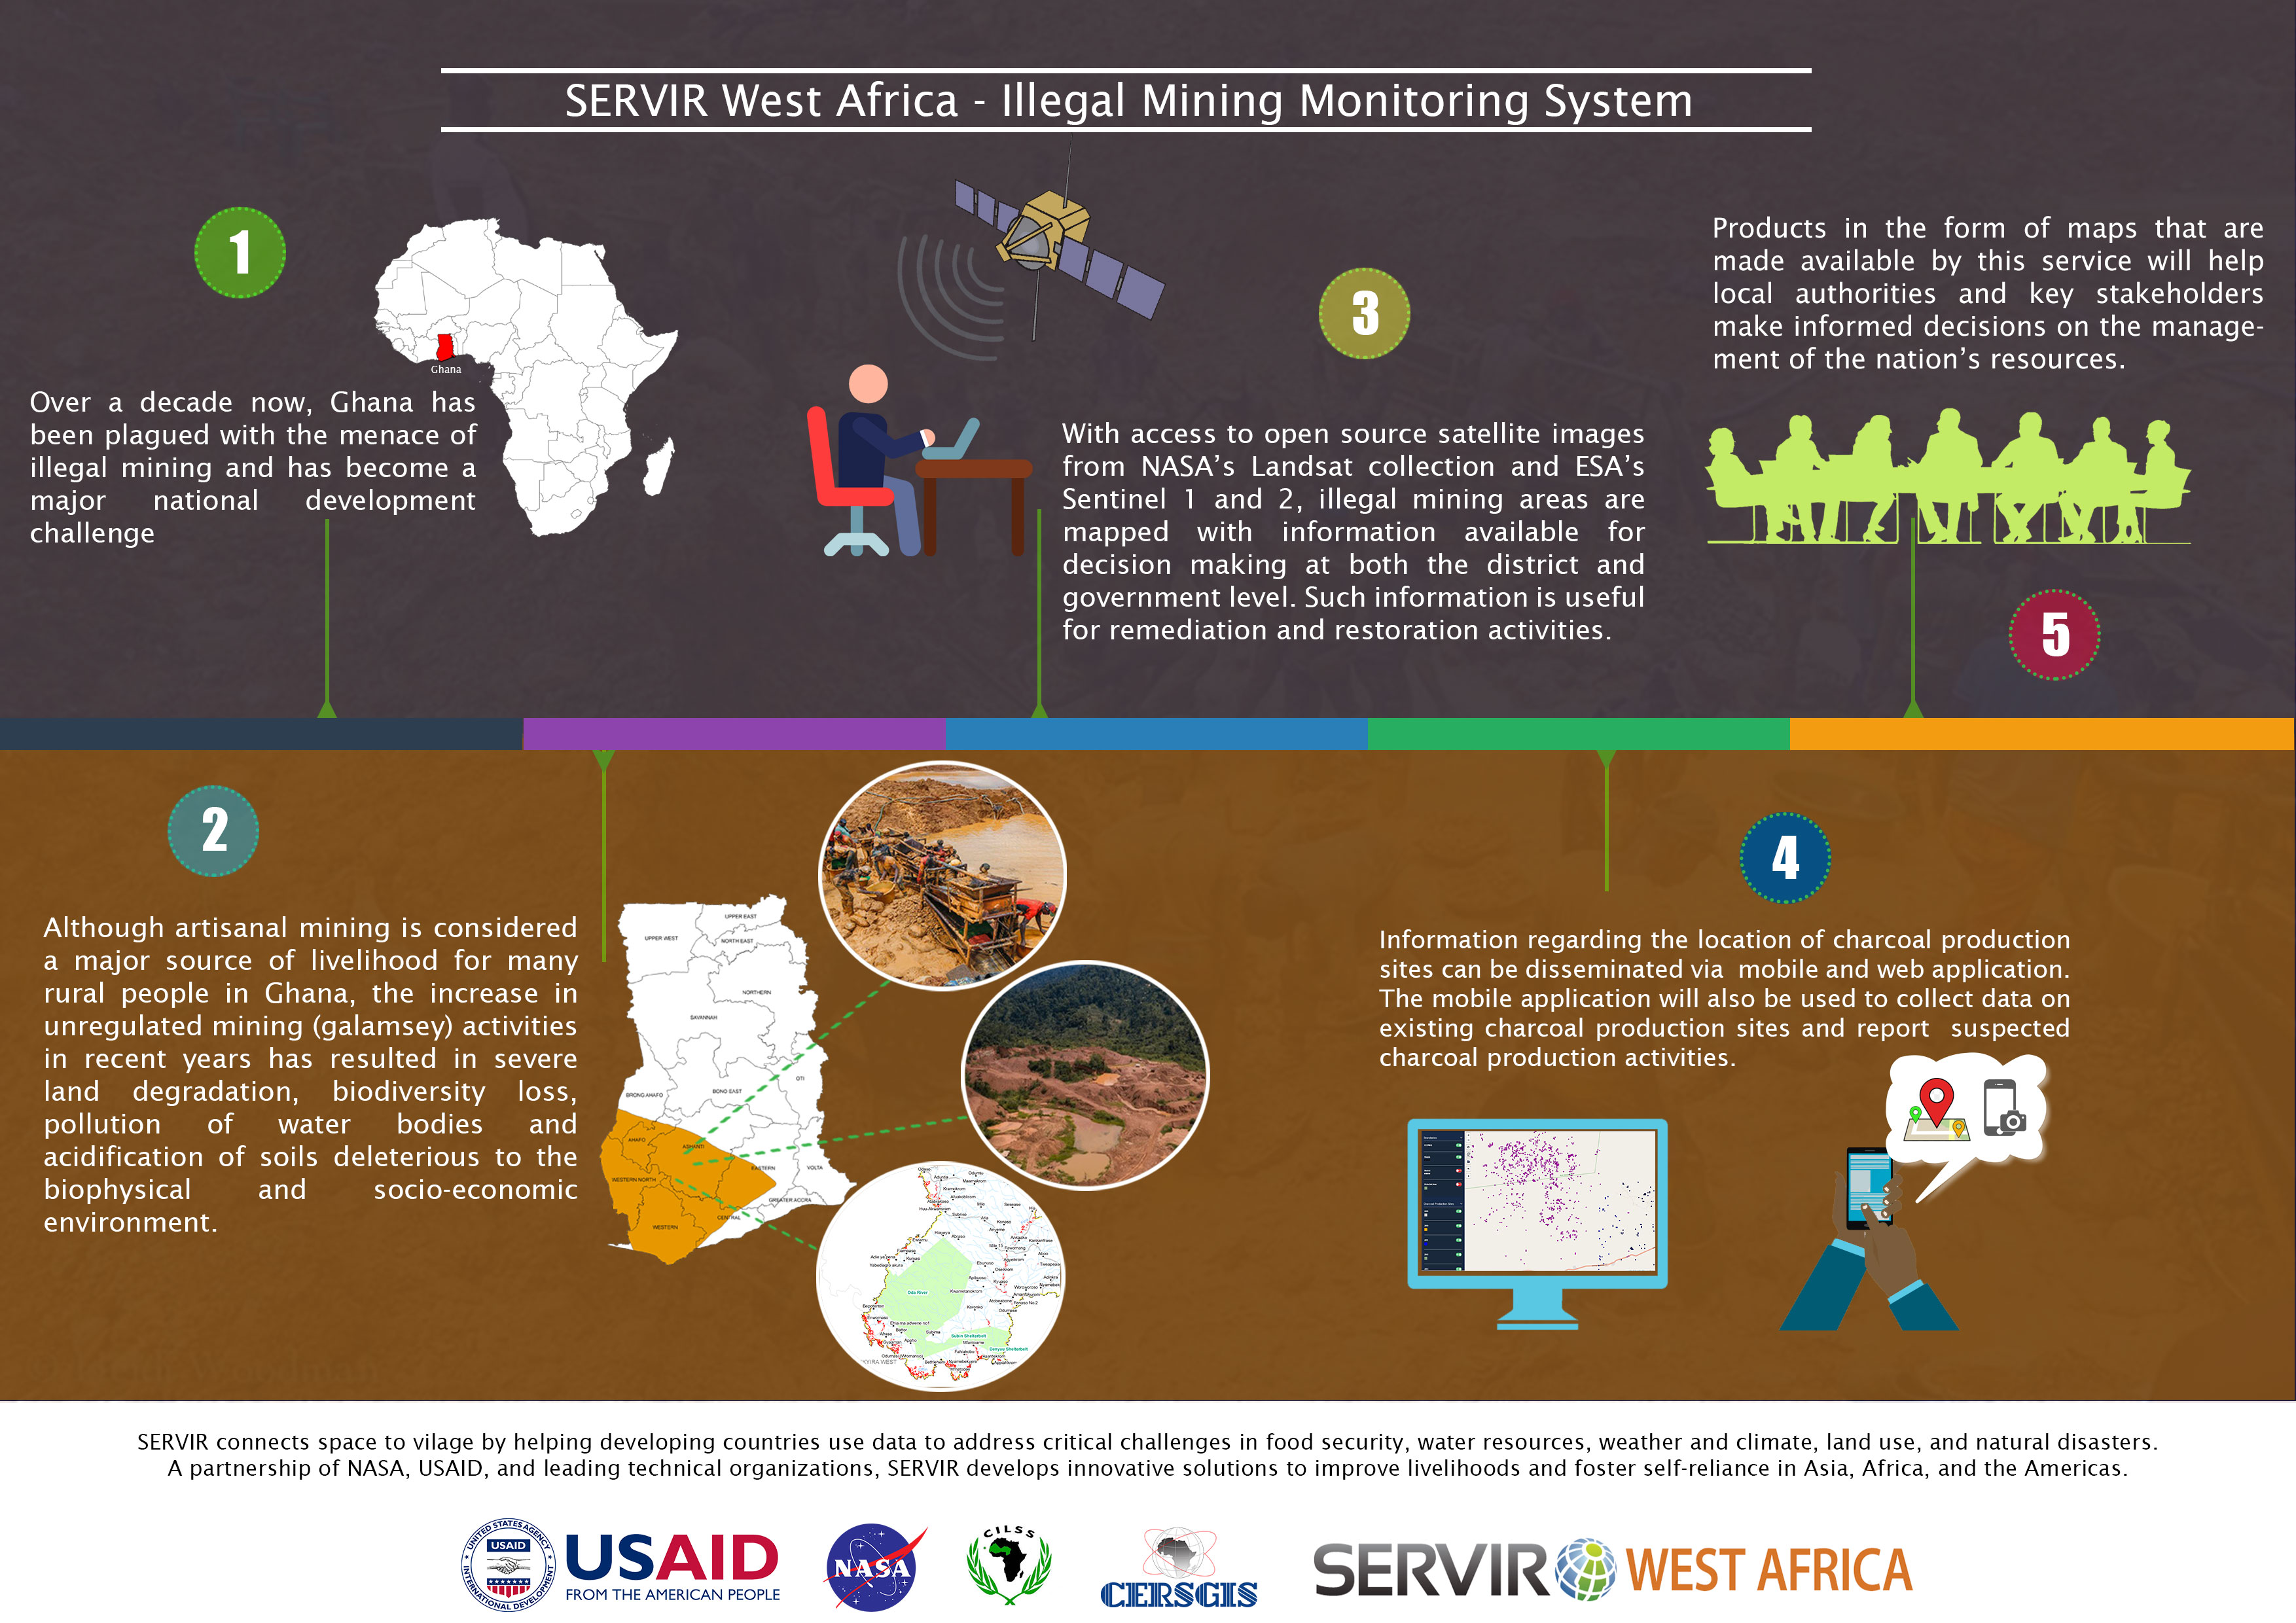 SERVIR West Africa - Illegal Mining Monitoring System
1
Ghana
Over a decade now, Ghana has
been plagued with the menace of
illegal mining and has become a
major national development
challenge
2
Although artisanal mining is considered
a major source of livelihood for many
rural people in Ghana, the increase in
unregulated mining (galamsey) activities
in recent years has resulted in severe
land degradation, biodiversity loss,
pollution of water bodies and
acidification of soils deleterious to the
biophysical and socio-economic
environment.
UPPER EAST
UPPER WEST
NORTH EAST
NORTHERN
SAVANNAH
OTI
BONO EAST
BRONG AHAFO
AHAFO
ASHANTI
EASTERN
VOLTA
WESTERN NORTH
GREATER ACCRA
CENTRAL
WESTERN
Oda River
Sabin Shelterbelt
Denyau Shelterbelt
3
With access to open source satellite images
from NASA's Landsat collection and ESA's
Sentinel 1 and 2, illegal mining areas are
mapped with information available for
decision making at both the district and
government level. Such information is useful
for remediation and restoration activities.
4
Information regarding the location of charcoal production
sites can be disseminated via mobile and web application.
The mobile application will also be used to collect data on
existing charcoal production sites and report suspected
charcoal production activities.
Products in the form of maps that are
made available by this service will help
local authorities and key stakeholders
make informed decisions on the manage-
ment of the nation's resources.
5
SERVIR connects space to vilage by helping developing countries use data to address critical challenges in food security, water resources, weather and climate, land use, and natural disasters.
A partnership of NASA, USAID, and leading technical organizations, SERVIR develops innovative solutions to improve livelihoods and foster self-reliance in Asia, Africa, and the Americas.
UNITED STATES AGENCY
USAID
INTERNATIONAL DEVELOPMENT
USAID
FROM THE AMERICAN PEOPLE
NASA
CILSS
CERSGIS
SERVIR WEST AFRICA